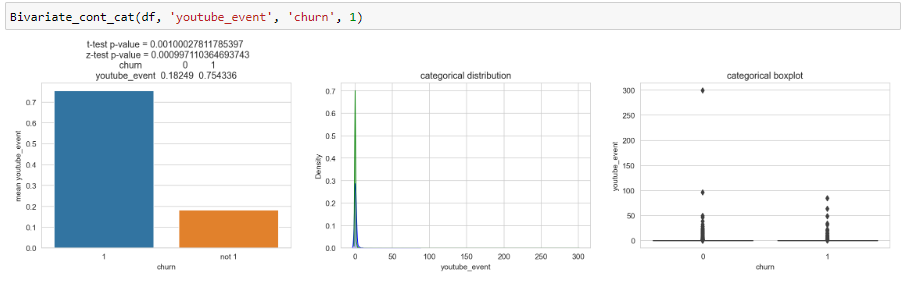 Bivariate_cont_cat(df, 'youtube_event', 'churn', 1)
t-test p-value = 0.00100027811785397
z-test p-value = 0.000997110364693743
churn 0 1
youtube_event 0.18249 0.754336
mean youtube_event
0.7
0.6
0.5
0.4
0.3
0.2
0.1
0.0
1 not 1
churn
categorical distribution
Density
0.7
0.6
0.5
0.4
0.3
0.2
0.1
0.0
0 50 100 150 200 250 300
youtube_event
categorical boxplot
youtube_event
300
250
200
150
100
50
0
0 1
churn